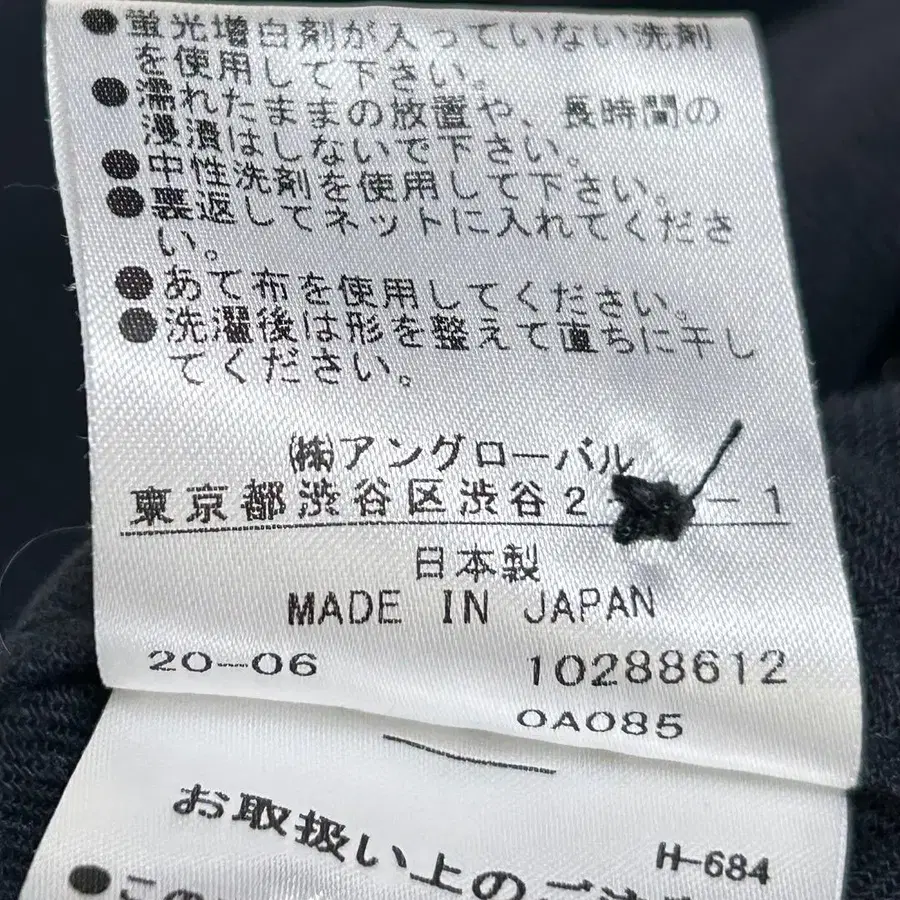 ●蛍光増白剤が入っていない洗剤
を使用して下さい。
●濡れたままの放置や、長時間の
浸漬はしないで下さい。
●中性洗剤を使用して下さい。
●裏返してネットに入れてくださ
い。
●あて布を使用してください。
●洗濯後は形を整えて直ちに干し
てください。
㈱アングローバル
東京都渋谷区渋谷2- -1
日本製
MADE IN JAPAN
20-06 10288612
0A085
お取扱い上のご注
H-684
●この